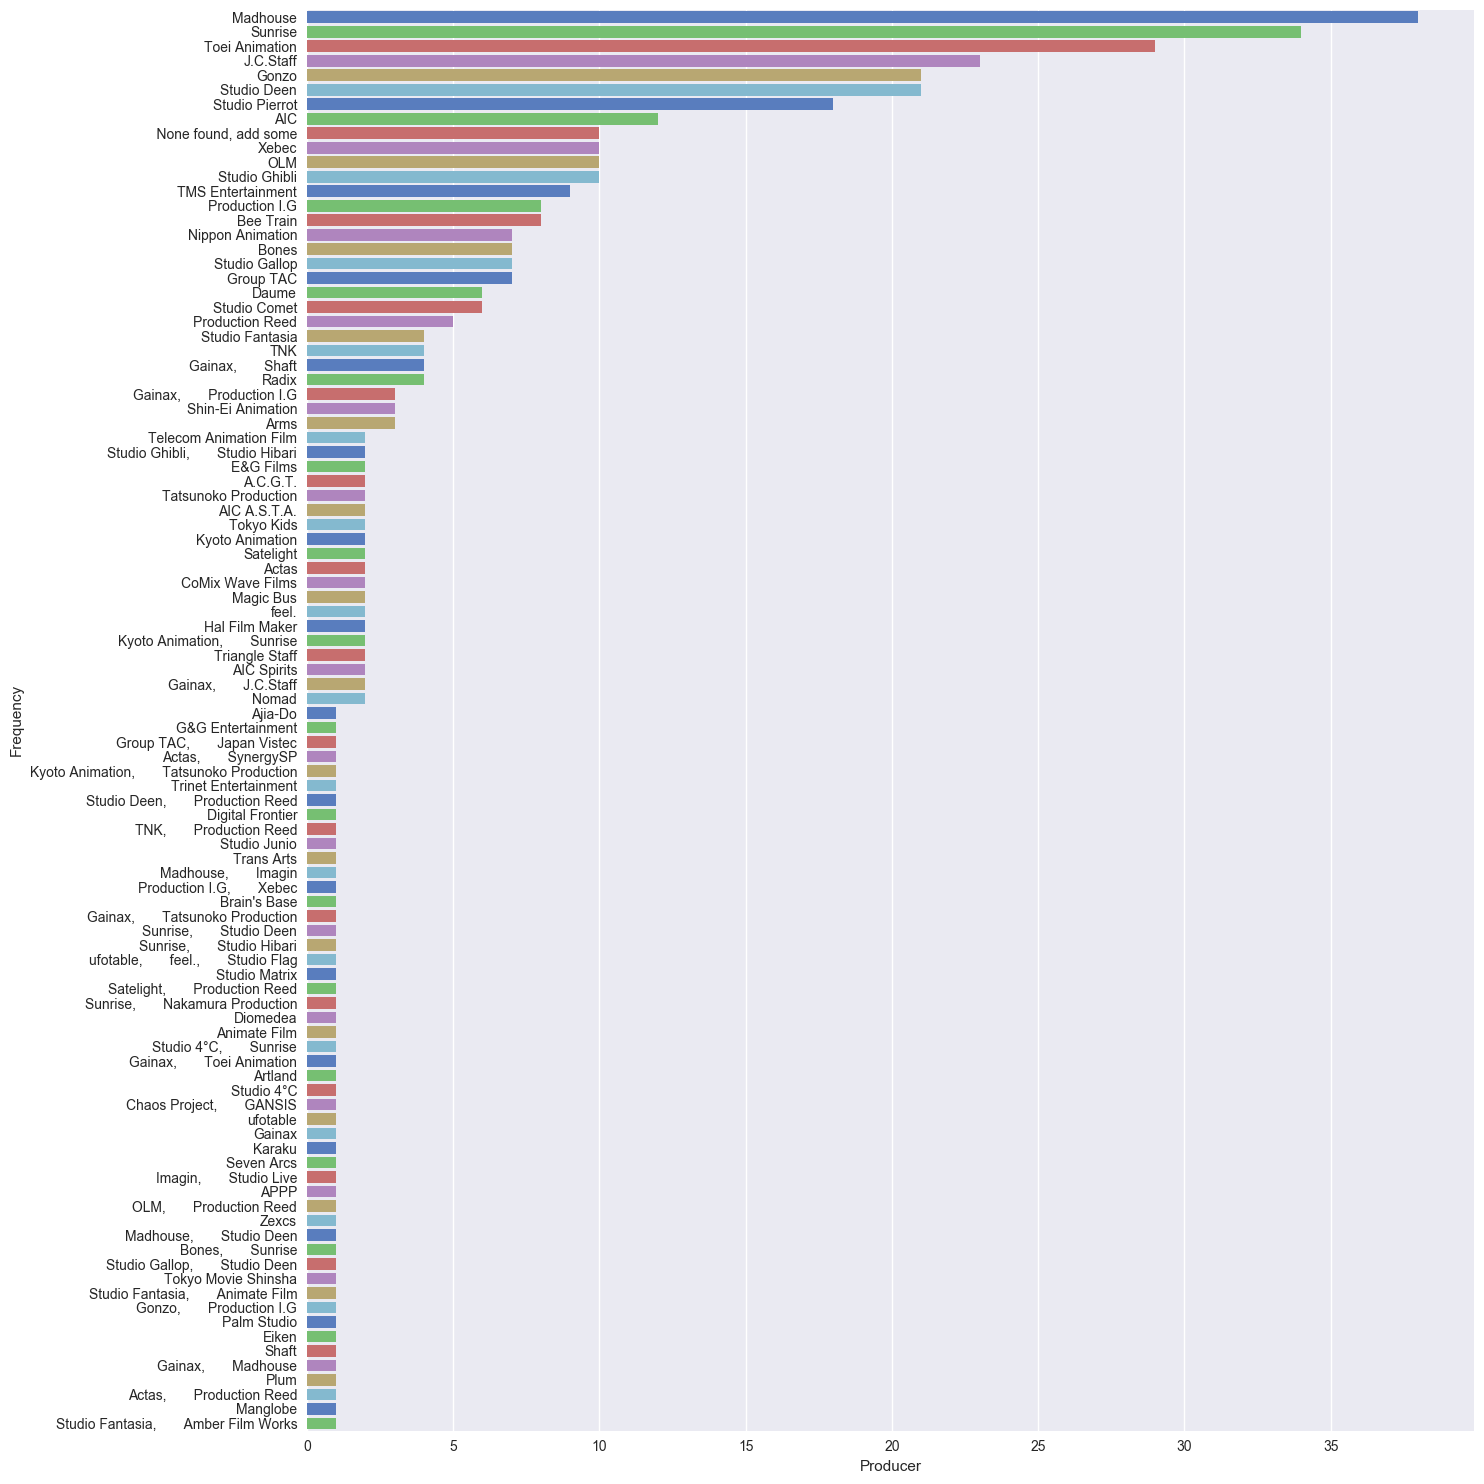 Madhouse
Sunrise
Toei Animation
J.C.Staff
Gonzo
Studio Deen
Studio Pierrot
AIC
None found, add some
Xebec
OLM
Studio Ghibli
TMS Entertainment
Production I.G
Bee Train
Nippon Animation
Bones
Studio Gallop
Group TAC
Daume
Studio Comet
Production Reed
Studio Fantasia
TNK
Gainax, Shaft
Radix
Gainax, Production I.G
Shin-Ei Animation
Arms
Telecom Animation Film
Studio Ghibli, Studio Hibari
E&G Films
A.C.G.T.
Tatsunoko Production
AIC A.S.T.A.
Tokyo Kids
Kyoto Animation
Satelight
Actas
CoMix Wave Films
Magic Bus
feel.
Hal Film Maker
Kyoto Animation, Sunrise
Triangle Staff
AIC Spirits
Gainax, J.C.Staff
Nomad
Ajia-Do
G&G Entertainment
Group TAC, Japan Vistec
Actas, SynergySP
Kyoto Animation, Tatsunoko Production
Trinet Entertainment
Studio Deen, Production Reed
Digital Frontier
TNK, Production Reed
Studio Junio
Trans Arts
Madhouse, Imagin
Production I.G, Xebec
Brain's Base
Gainax, Tatsunoko Production
Sunrise, Studio Deen
Sunrise, Studio Hibari
ufotable, feel., Studio Flag
Studio Matrix
Satelight, Production Reed
Sunrise, Nakamura Production
Diomedea
Animate Film
Studio 4°C, Sunrise
Gainax, Toei Animation
Artland
Studio 4°C
Chaos Project, GANSIS
ufotable
Gainax
Karaku
Seven Arcs
Imagin, Studio Live
APPP
OLM, Production Reed
Zexcs
Madhouse, Studio Deen
Bones, Sunrise
Studio Gallop, Studio Deen
Tokyo Movie Shinsha
Studio Fantasia, Animate Film
Gonzo, Production I.G
Palm Studio
Eiken
Shaft
Gainax, Madhouse
Plum
Actas, Production Reed
Manglobe
Studio Fantasia, Amber Film Works
Frequency
0 5 10 15 20 25 30 35
Producer